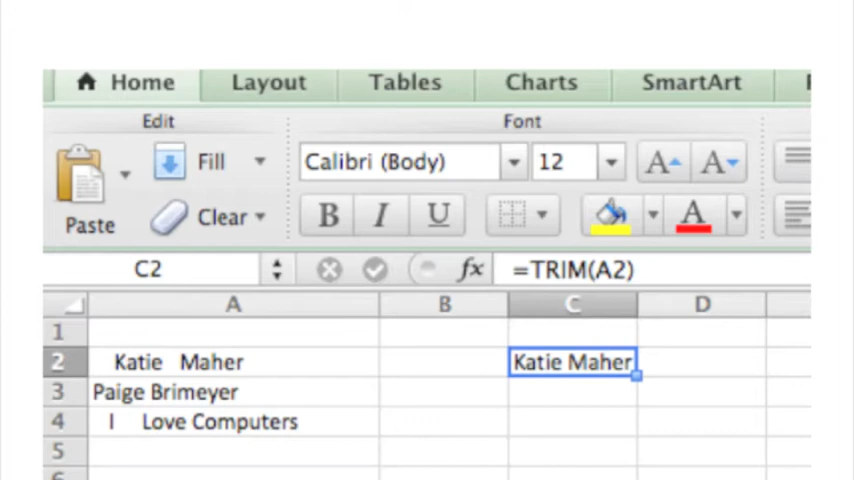 Home Layout Tables Charts SmartArt
Edit Font
Fill Calibri (Body) 12 A A
Paste Clear B I U A
C2 fx =TRIM(A2)
A B C D
1
2 Katie Maher Katie Maher
3 Paige Brimeyer
4 I Love Computers
5